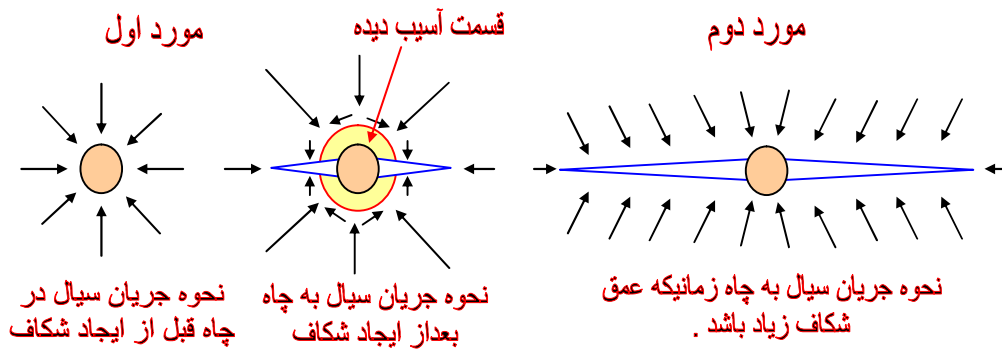 مورد دوم
قسمت آسیب دیده
مورد اول
نحوه جریان سیال به چاه زمانیکه عمق
شکاف زیاد باشد .
نحوه جریان سیال به چاه
بعداز ایجاد شکاف
نحوه جریان سیال در
چاه قبل از ایجاد شکاف